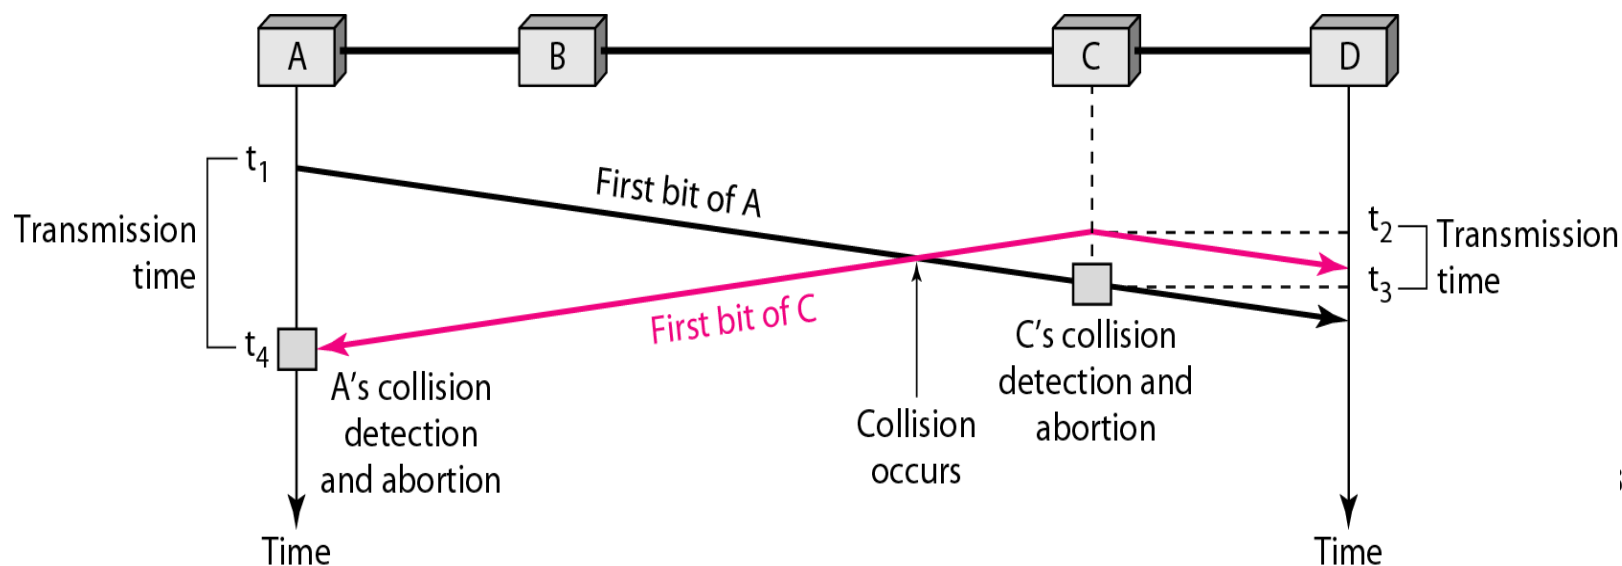 A
B
C
D
t1
First bit of A
t2
Transmission
time
Transmission
time
t3
First bit of C
t4
C’s collision
detection and
abortion
A’s collision
detection
and abortion
Collision
occurs
Time
Time